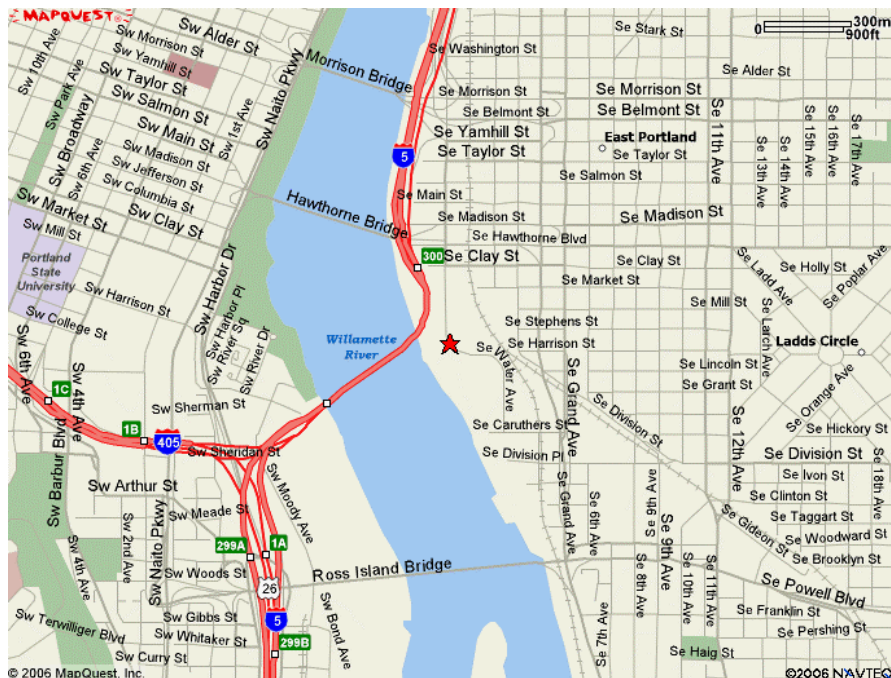 MAPQUEST
300m
900ft
Sw Alder St
Sw Morrison St
Sw Yamhill St
Sw Taylor St
Sw Salmon St
Sw Main St
Sw Madison St
Sw Jefferson St
Sw Columbia St
Sw Clay St
Sw Market St
Sw Mill St
Sw 10th Ave
Sw Park Ave
Sw Broadway
Sw 6th Ave
Sw 1st Ave
Sw Naito Pkwy
Morrison Bridge
Hawthorne Bridge
Portland
State
University
Sw Harrison St
Sw College St
Sw Harbor Dr
Sw Harbor Pl
Sw River Sq
Sw River Dr
Willamette
River
Se Washington St
Se Stark St
Se Alder St
Se Morrison St
Se Morrison St
Se Belmont St
Se Belmont St
Se Yamhill St
Se Taylor St
East Portland
Se Taylor St
Se Salmon St
Se Main St
Se Madison St
Se Madison St
Se Hawthorne Blvd
5
300
Se Clay St
Se Clay St
Se Market St
Se Mill St
Se 11th Ave
Se 13th Ave
Se 14th Ave
Se 15th Ave
Se 16th Ave
Se 17th Ave
Se Ladd Ave
Se Holly St
Se Poplar Ave
Se Larch Ave
Ladds Circle
Se Stephens St
Se Harrison St
Se Lincoln St
Se Grant St
Se Orange Ave
Se Water Ave
Se Grand Ave
Se Division St
Se Hickory St
Se Caruthers St
Se Division Pl
Se Division St
Se 12th Ave
Se 18th Ave
Se Ivon St
Se Clinton St
Se Taggart St
Se Gideon St
Se Woodward St
Se Brooklyn St
Se Powell Blvd
Se Franklin St
Se Pershing St
Se Haig St
Se Grand Ave
Se 6th Ave
Se 7th Ave
Se 8th Ave
Se 9th Ave
Se 9th Ave
Se 10th Ave
Se 11th Ave
Sw 6th Ave
Sw 4th Ave
1C
1B
405
Sw Sherman St
Sw Sheridan St
Sw Barbur Blvd
Sw Arthur St
Sw Moody Ave
Sw Meade St
Sw 2nd Ave
Sw Naito Pkwy
Sw 4th Ave
299A
1A
Sw Woods St
26
Ross Island Bridge
Sw Gibbs St
Sw Whitaker St
Sw Terwilliger Blvd
Sw Curry St
5
299B
Sw Bond Ave
© 2006 MapQuest, Inc.
©2006 NAVTEQ